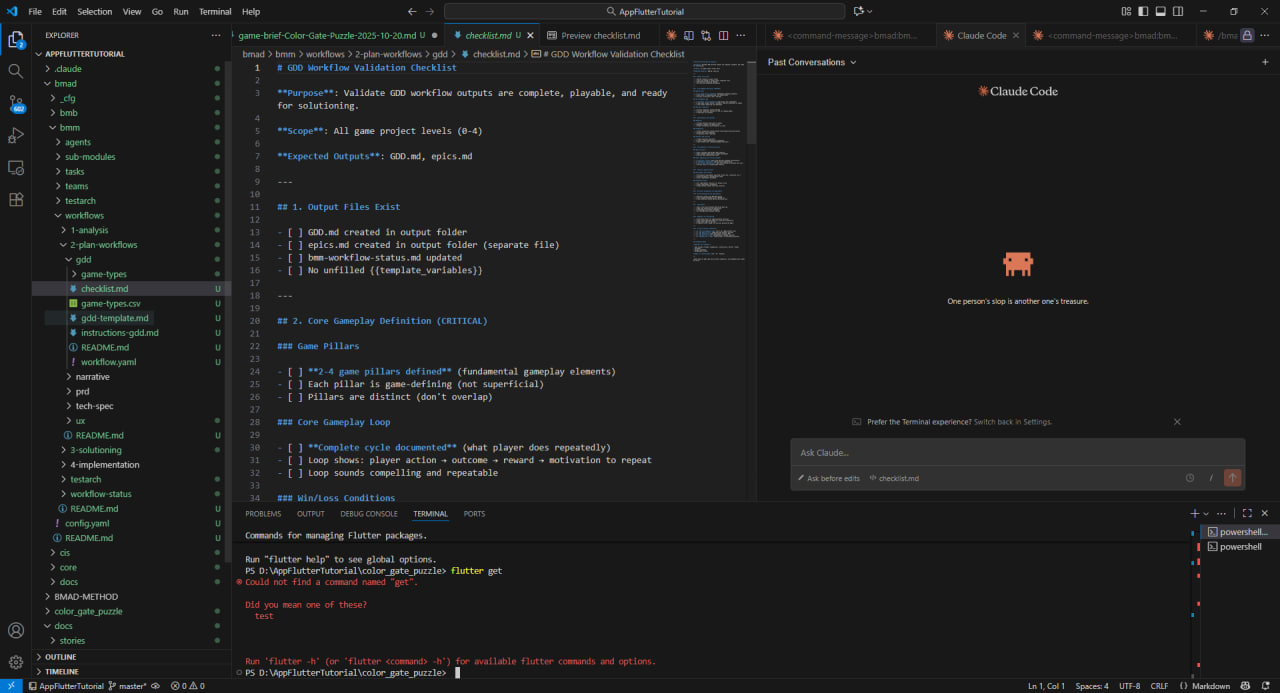 File Edit Selection View Go Run Terminal Help
AppFlutterTutorial
EXPLORER
APPFLUTTERTUTORIAL
.claude
bmad
_cfg
bmb
bmm
agents
sub-modules
tasks
teams
testarch
workflows
1-analysis
2-plan-workflows
gdd
game-types
checklist.md U
game-types.csv U
gdd-template.md U
instructions-gdd.md U
README.md U
workflow.yaml U
narrative
prd
tech-spec
ux
README.md U
3-solutioning
4-implementation
testarch
workflow-status
README.md U
config.yaml U
README.md U
cis
core
docs
BMAD-METHOD
color_gate_puzzle
docs
stories
OUTLINE
TIMELINE
2
602
game-brief-Color-Gate-Puzzle-2025-10-20.md U
checklist.md U
Preview checklist.md
bmad > bmm > workflows > 2-plan-workflows > gdd > checklist.md > # GDD Workflow Validation Checklist
1 # GDD Workflow Validation Checklist
2
3 **Purpose**: Validate GDD workflow outputs are complete, playable, and ready
for solutioning.
4
5 **Scope**: All game project levels (0-4)
6
7 **Expected Outputs**: GDD.md, epics.md
8
9 ---
10
11 ## 1. Output Files Exist
12
13 - [ ] GDD.md created in output folder
14 - [ ] epics.md created in output folder (separate file)
15 - [ ] bmm-workflow-status.md updated
16 - [ ] No unfilled {{template_variables}}
17
18 ---
19
20 ## 2. Core Gameplay Definition (CRITICAL)
21
22 ### Game Pillars
23
24 - [ ] **2-4 game pillars defined** (fundamental gameplay elements)
25 - [ ] Each pillar is game-defining (not superficial)
26 - [ ] Pillars are distinct (don't overlap)
27
28 ### Core Gameplay Loop
29
30 - [ ] **Complete cycle documented** (what player does repeatedly)
31 - [ ] Loop shows: player action → outcome → reward → motivation to repeat
32 - [ ] Loop sounds compelling and repeatable
33
34 ### Win/Loss Conditions
<command-message>bmad:bm...
Claude Code
<command-message>bmad:bm...
/bma
Past Conversations
Claude Code
One person's slop is another one's treasure.
Prefer the Terminal experience? Switch back in Settings.
Ask Claude...
Ask before edits
checklist.md
/
PROBLEMS OUTPUT DEBUG CONSOLE TERMINAL PORTS
Commands for managing Flutter packages.
Run "flutter help" to see global options.
PS D:\AppFlutterTutorial\color_gate_puzzle> flutter get
Could not find a command named "get".
Did you mean one of these?
test
Run 'flutter -h' (or 'flutter <command> -h') for available flutter commands and options.
PS D:\AppFlutterTutorial\color_gate_puzzle>
powershell...
powershell
AppFlutterTutorial master* 0 0
Ln 1, Col 1 Spaces: 4 UTF-8 CRLF {} Markdown